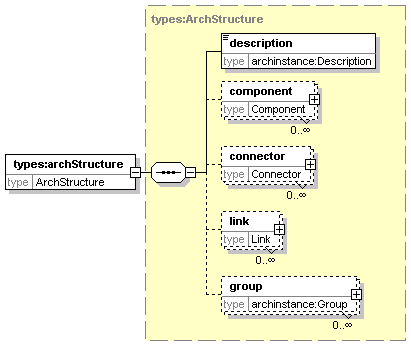 types:ArchStructure
description
type archinstance:Description
component
type Component
0..∞
types:archStructure
type ArchStructure
connector
type Connector
0..∞
link
type Link
0..∞
group
type archinstance:Group
0..∞